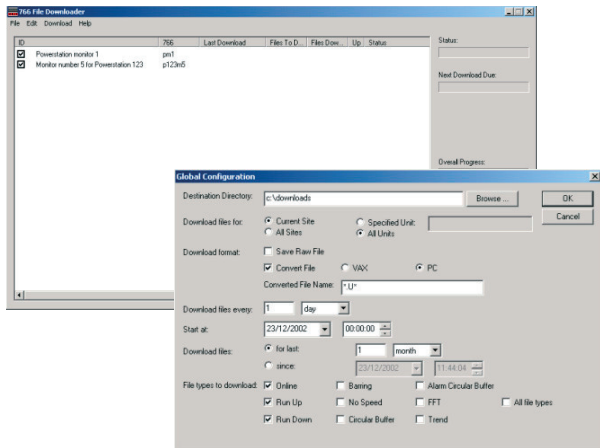 766 File Downloader
File Edit Download Help
ID 766 Last Download Files To D... Files Dow... Up Status
Powerstation monitor 1 pm1
Monitor number 5 for Powerstation 123 p123m5
Status:
Next Download Due:
Overall Progress:
Global Configuration
Destination Directory: c:\downloads Browse ... OK
Cancel
Download files for: Current Site Specified Unit:
All Sites All Units
Download format: Save Raw File
Convert File VAX PC
Converted File Name: *.U*
Download files every: 1 day
Start at: 23/12/2002 00:00:00
Download files: for last: 1 month
since: 23/12/2002 11:44:04
File types to download: Online Barring Alarm Circular Buffer
Run Up No Speed FFT All file types
Run Down Circular Buffer Trend